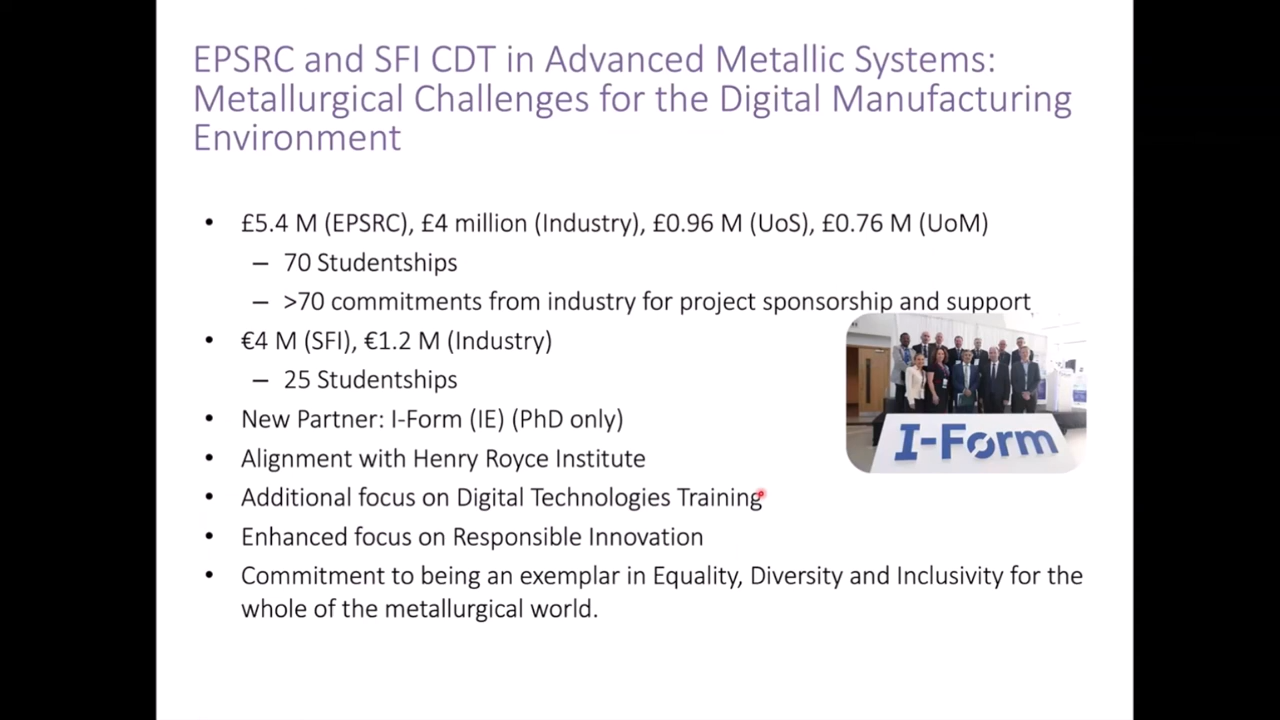 EPSRC and SFI CDT in Advanced Metallic Systems:
Metallurgical Challenges for the Digital Manufacturing
Environment
• £5.4 M (EPSRC), £4 million (Industry), £0.96 M (UoS), £0.76 M (UoM)
– 70 Studentships
– >70 commitments from industry for project sponsorship and support
• €4 M (SFI), €1.2 M (Industry)
– 25 Studentships
• New Partner: I-Form (IE) (PhD only)
• Alignment with Henry Royce Institute
• Additional focus on Digital Technologies Training
• Enhanced focus on Responsible Innovation
• Commitment to being an exemplar in Equality, Diversity and Inclusivity for the
whole of the metallurgical world.
I-Form